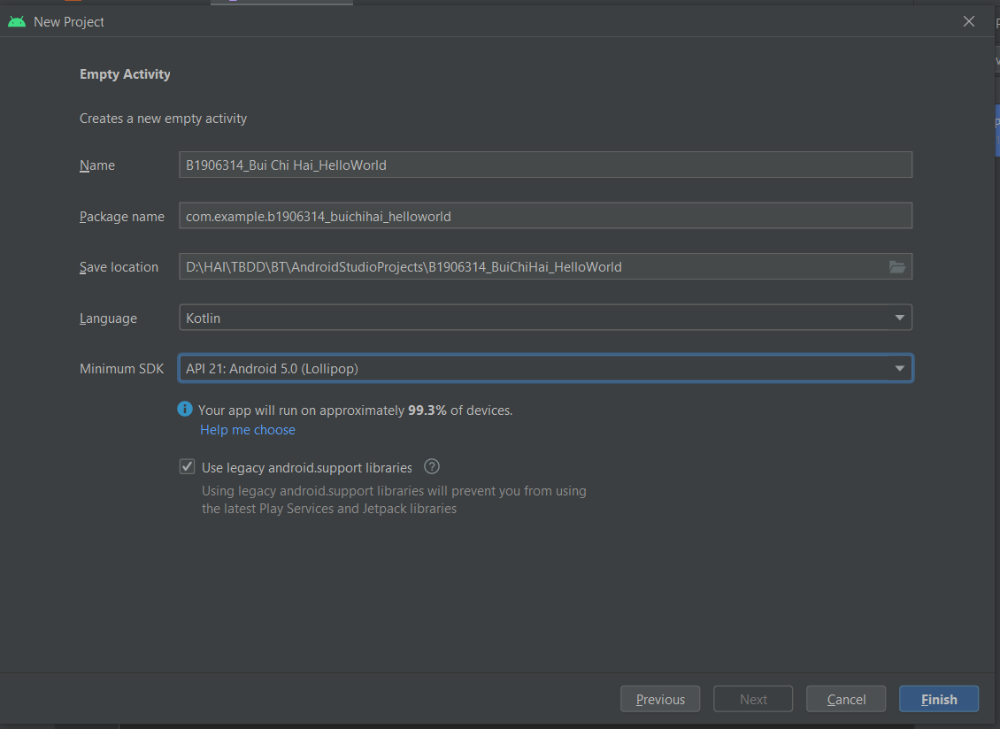 New Project
Empty Activity
Creates a new empty activity
Name B1906314_Bui Chi Hai_HelloWorld
Package name com.example.b1906314_buichihai_helloworld
Save location D:\HAI\TBDD\BT\AndroidStudioProjects\B1906314_BuiChiHai_HelloWorld
Language Kotlin
Minimum SDK API 21: Android 5.0 (Lollipop)
Your app will run on approximately 99.3% of devices.
Help me choose
Use legacy android.support libraries ?
Using legacy android.support libraries will prevent you from using
the latest Play Services and Jetpack libraries
Previous Next Cancel Finish